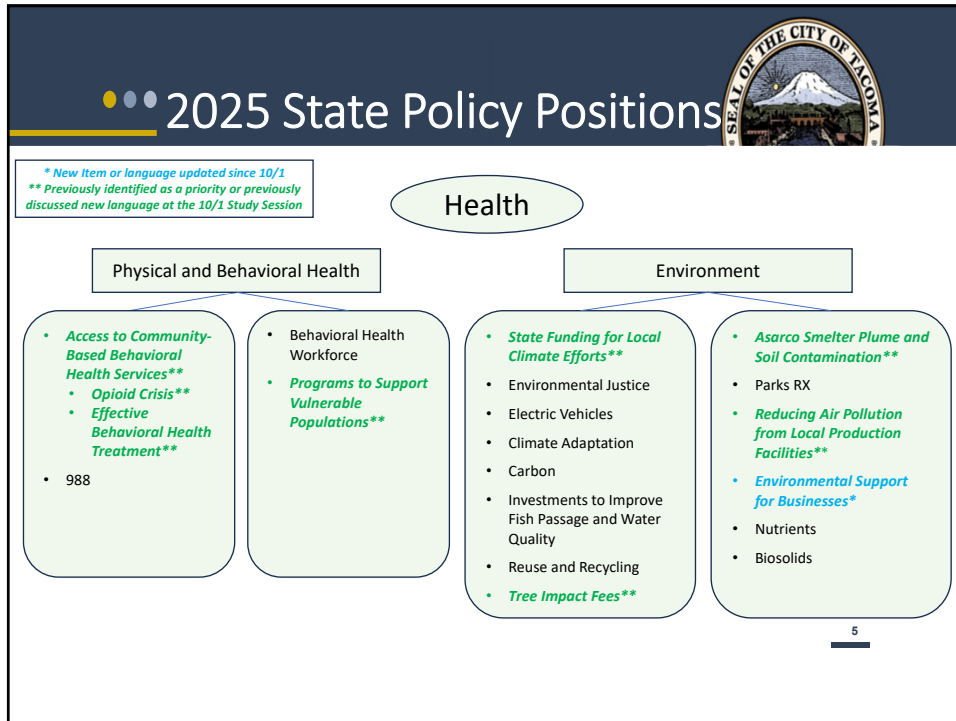 2025 State Policy Positions
SEAL OF THE CITY OF TACOMA
* New Item or language updated since 10/1
** Previously identified as a priority or previously
discussed new language at the 10/1 Study Session
Health
Physical and Behavioral Health
• Access to Community-
Based Behavioral
Health Services**
• Opioid Crisis**
• Effective
Behavioral Health
Treatment**
• 988
• Behavioral Health
Workforce
• Programs to Support
Vulnerable
Populations**
Environment
• State Funding for Local
Climate Efforts**
• Environmental Justice
• Electric Vehicles
• Climate Adaptation
• Carbon
• Investments to Improve
Fish Passage and Water
Quality
• Reuse and Recycling
• Tree Impact Fees**
• Asarco Smelter Plume and
Soil Contamination**
• Parks RX
• Reducing Air Pollution
from Local Production
Facilities**
• Environmental Support
for Businesses*
• Nutrients
• Biosolids
5